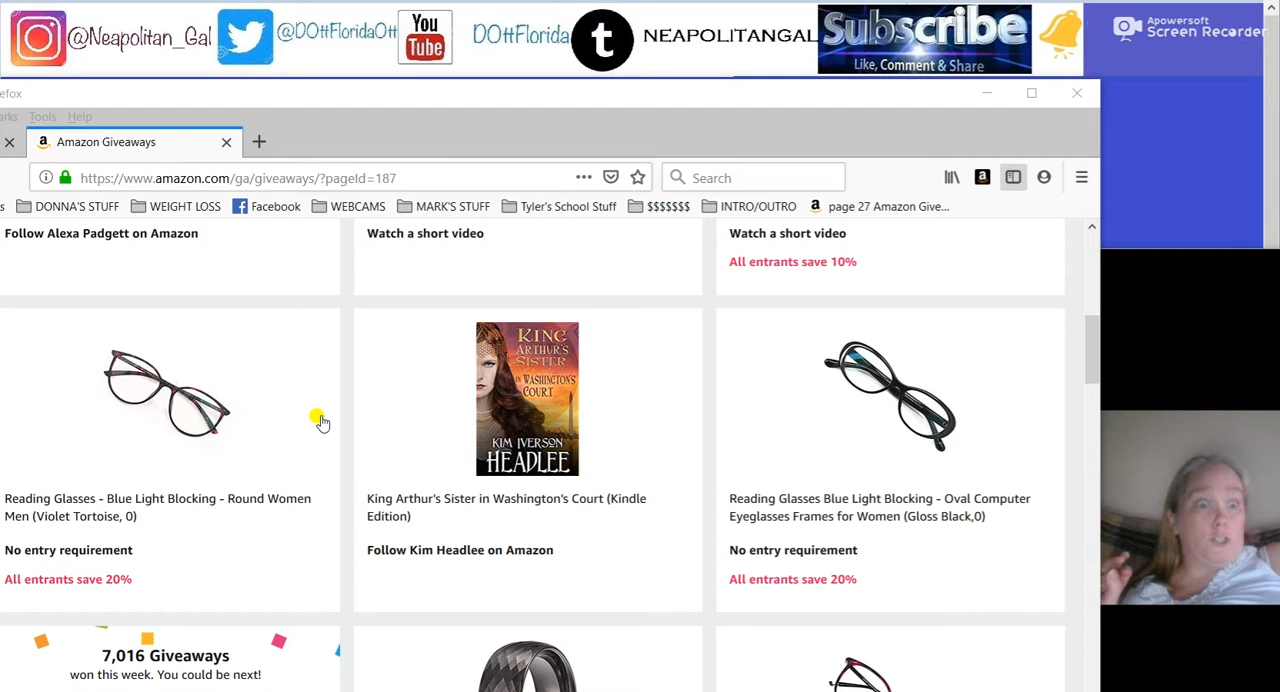 @Neapolitan_Gal
@DOttFloridaOtt
You
Tube
DOttFlorida
t
NEAPOLITANGAL
Subscribe
Like, Comment & Share
Apowersoft
Screen Recorder
efox
arks Tools Help
a Amazon Giveaways
https://www.amazon.com/ga/giveaways/?pageId=187
Search
a
s DONNA'S STUFF WEIGHT LOSS Facebook WEBCAMS MARK'S STUFF Tyler's School Stuff $$$$$$$ INTRO/OUTRO a page 27 Amazon Give...
Follow Alexa Padgett on Amazon
Watch a short video
Watch a short video
All entrants save 10%
Reading Glasses - Blue Light Blocking - Round Women
Men (Violet Tortoise, 0)
No entry requirement
All entrants save 20%
KING
ARTHUR'S
SISTER
IN WASHINGTON'S
COURT
KIM IVERSON
HEADLEE
King Arthur's Sister in Washington's Court (Kindle
Edition)
Follow Kim Headlee on Amazon
Reading Glasses Blue Light Blocking - Oval Computer
Eyeglasses Frames for Women (Gloss Black,0)
No entry requirement
All entrants save 20%
7,016 Giveaways
won this week. You could be next!